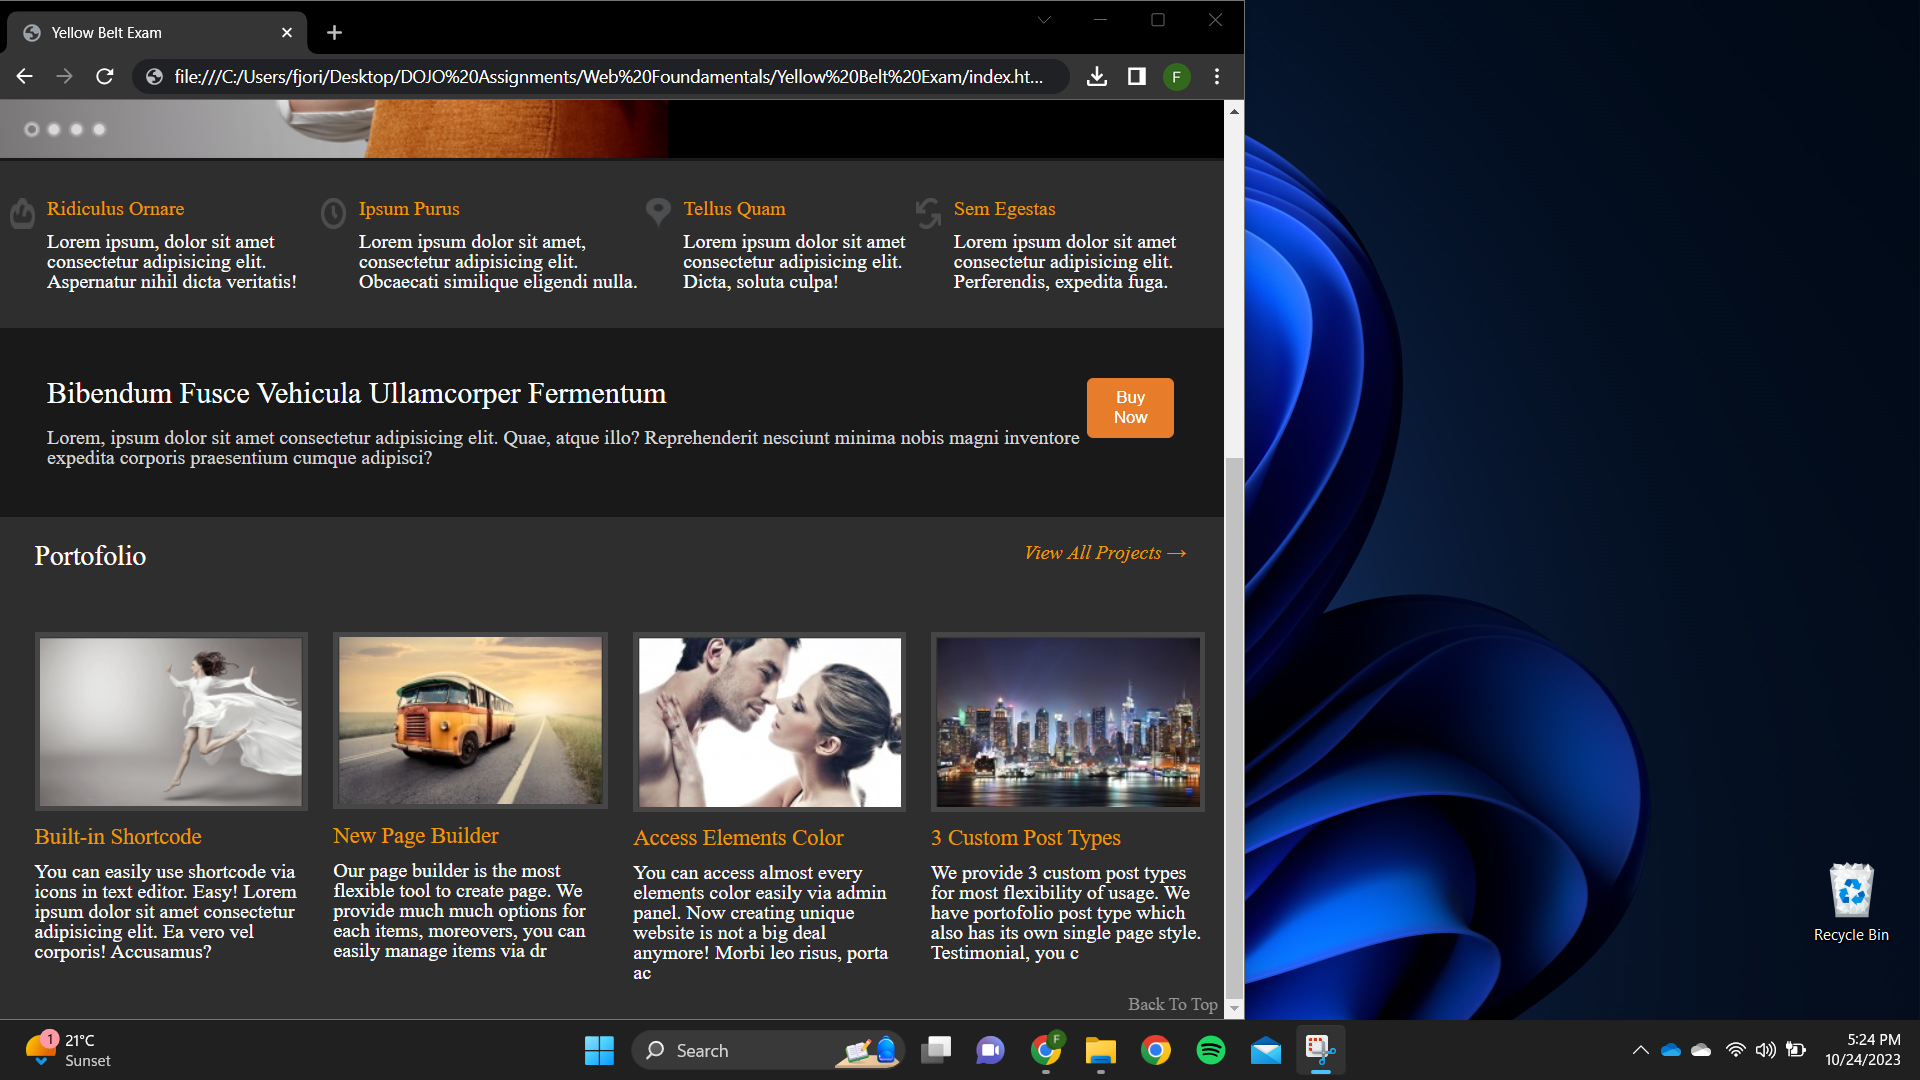 Yellow Belt Exam
file:///C:/Users/fjori/Desktop/DOJO%20Assignments/Web%20Foundamentals/Yellow%20Belt%20Exam/index.ht...
F
Ridiculus Ornare
Lorem ipsum, dolor sit amet
consectetur adipisicing elit.
Aspernatur nihil dicta veritatis!
Ipsum Purus
Lorem ipsum dolor sit amet,
consectetur adipisicing elit.
Obcaecati similique eligendi nulla.
Tellus Quam
Lorem ipsum dolor sit amet
consectetur adipisicing elit.
Dicta, soluta culpa!
Sem Egestas
Lorem ipsum dolor sit amet
consectetur adipisicing elit.
Perferendis, expedita fuga.
Bibendum Fusce Vehicula Ullamcorper Fermentum
Lorem, ipsum dolor sit amet consectetur adipisicing elit. Quae, atque illo? Reprehenderit nesciunt minima nobis magni inventore
expedita corporis praesentium cumque adipisci?
Buy
Now
Portofolio
View All Projects →
Built-in Shortcode
You can easily use shortcode via
icons in text editor. Easy! Lorem
ipsum dolor sit amet consectetur
adipisicing elit. Ea vero vel
corporis! Accusamus?
New Page Builder
Our page builder is the most
flexible tool to create page. We
provide much much options for
each items, moreovers, you can
easily manage items via dr
Access Elements Color
You can access almost every
elements color easily via admin
panel. Now creating unique
website is not a big deal
anymore! Morbi leo risus, porta
ac
3 Custom Post Types
We provide 3 custom post types
for most flexibility of usage. We
have portofolio post type which
also has its own single page style.
Testimonial, you c
Back To Top
Recycle Bin
1
21°C
Sunset
Search
F
5:24 PM
10/24/2023